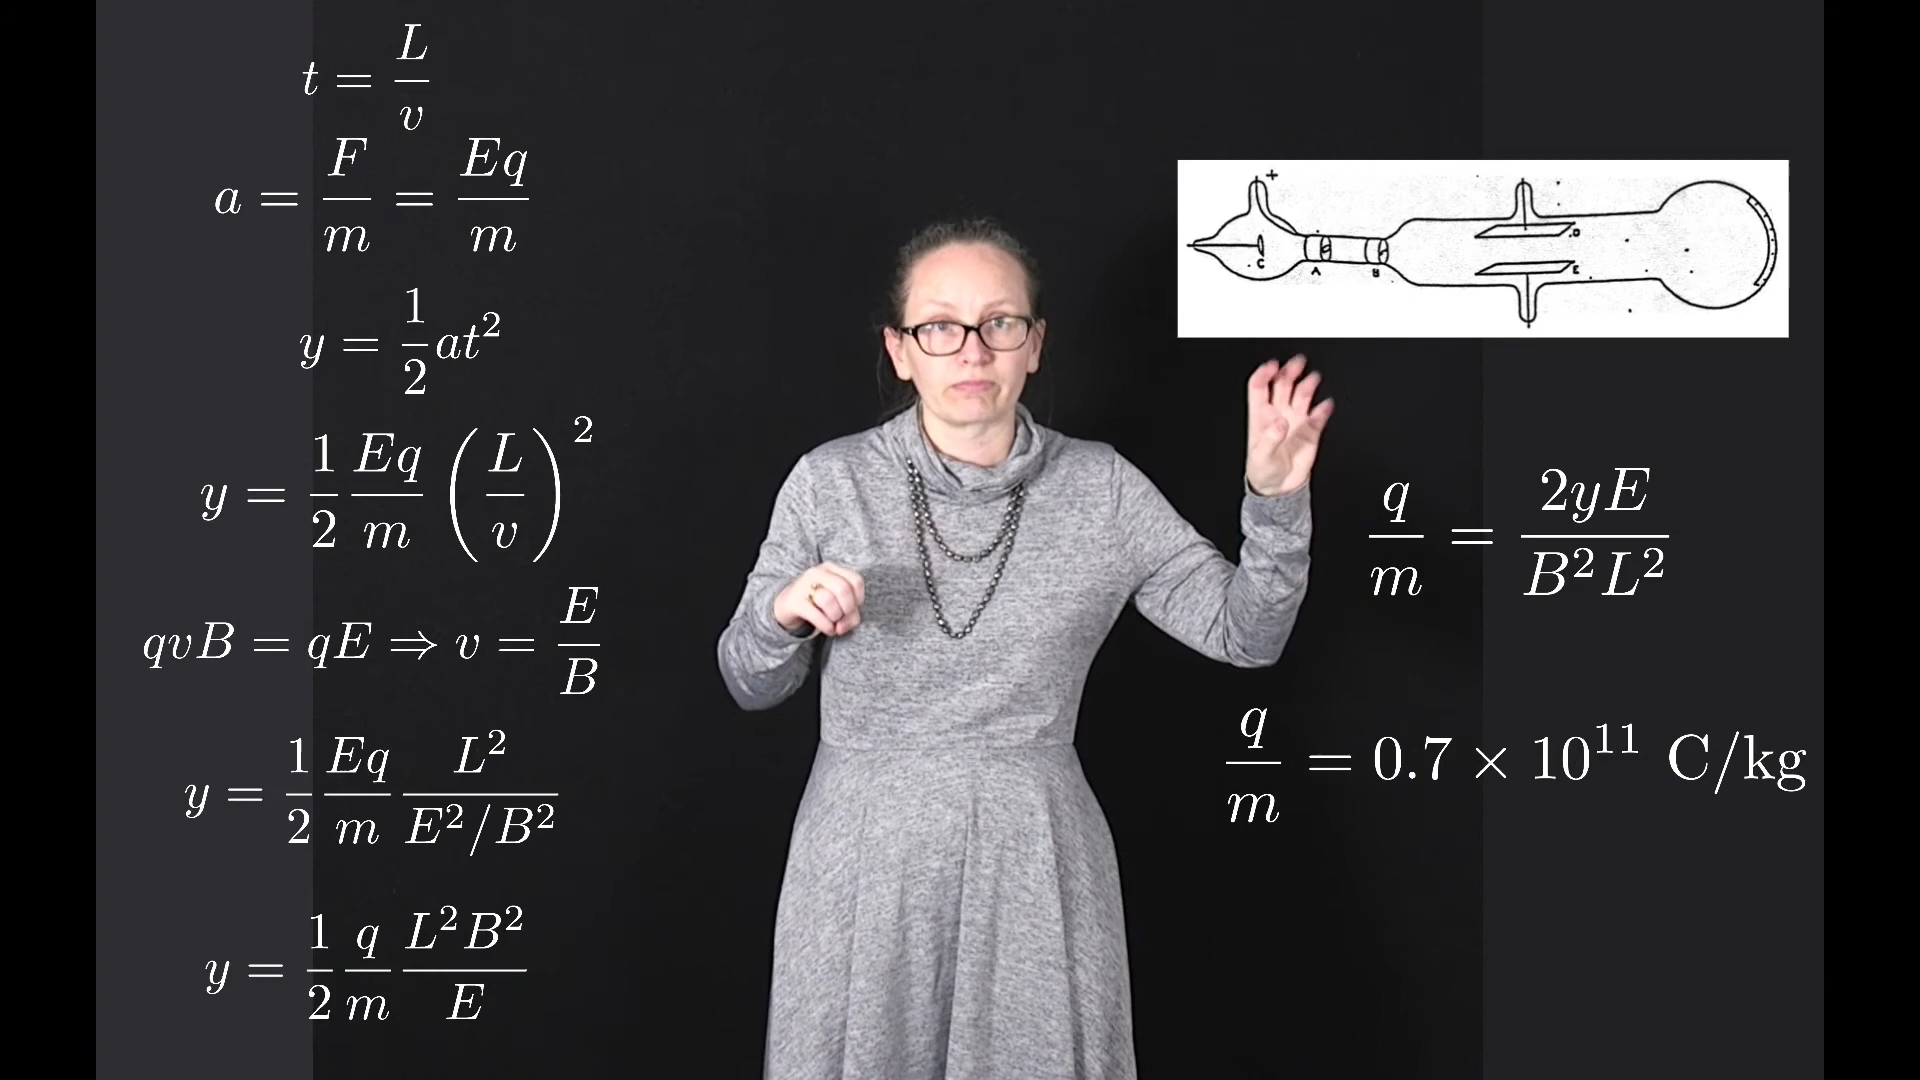 t = L/v
a = F/m = Eq/m
y = 1/2 at²
y = 1/2 Eq/m (L/v)²
qvB = qE ⇒ v = E/B
y = 1/2 Eq/m L²/(E²/B²)
y = 1/2 q/m L²B²/E
+
C A B D E
q/m = 2yE/(B²L²)
q/m = 0.7 × 10¹¹ C/kg